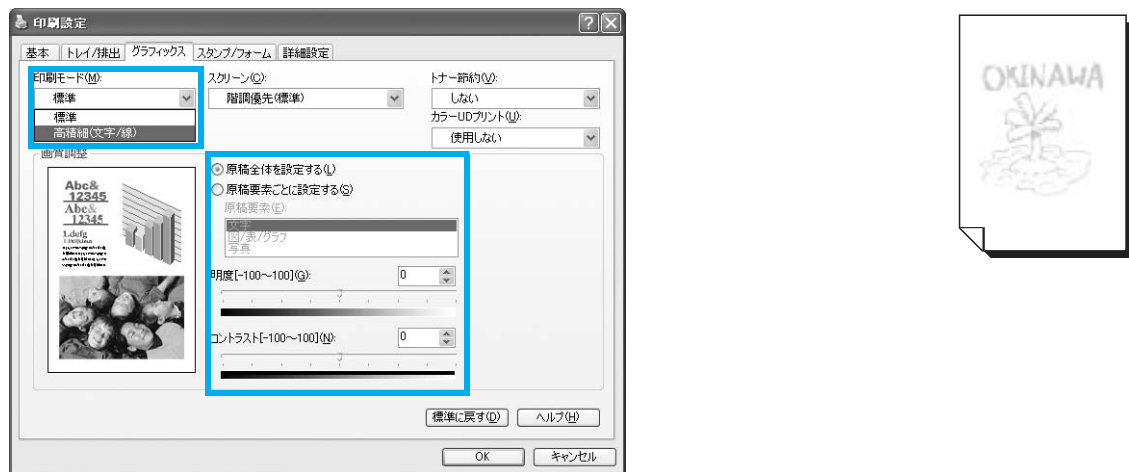 印刷設定
基本 トレイ/排出 グラフィックス スタンプ/フォーム 詳細設定
印刷モード(M): スクリーン(C): トナー節約(V):
標準 階調優先(標準) しない
標準 カラーUDプリント(U):
高精細(文字/線) 使用しない
画質調整
原稿全体を設定する(L)
原稿要素ごとに設定する(S)
原稿要素(E):
文字
図/表/グラフ
写真
明度[-100～100](G): 0
コントラスト[-100～100](N): 0
Abc&
12345
Abc&
12345
1.defg
標準に戻す(D) ヘルプ(H)
OK キャンセル
OKINAWA